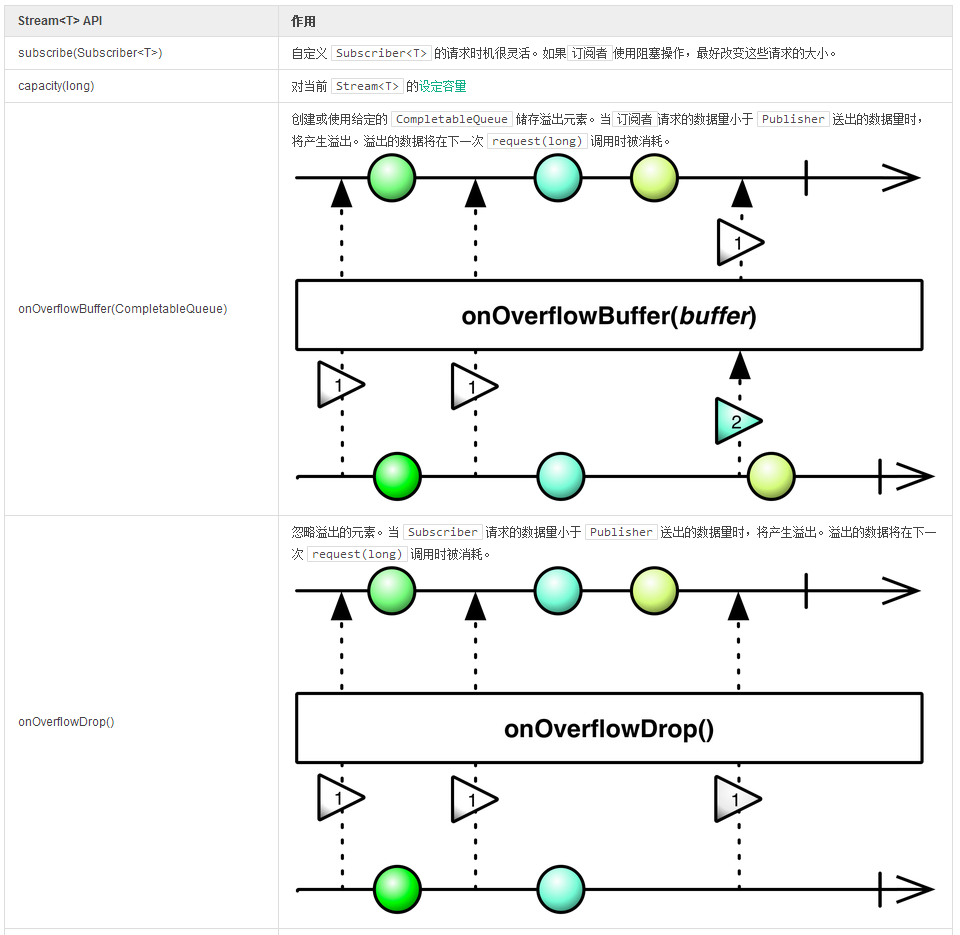 Stream<T> API 作用
subscribe(Subscriber<T>) 自定义 Subscriber<T> 的请求时机很灵活。如果 订阅者 使用阻塞操作，最好改变这些请求的大小。
capacity(long) 对当前 Stream<T> 的设定容量
创建或使用给定的 CompletableQueue 储存溢出元素。当 订阅者 请求的数据量小于 Publisher 送出的数据量时，
将产生溢出。溢出的数据将在下一次 request(long) 调用时被消耗。
1
onOverflowBuffer(CompletableQueue)
onOverflowBuffer(buffer)
1 1
2
忽略溢出的元素。当 Subscriber 请求的数据量小于 Publisher 送出的数据量时，将产生溢出。溢出的数据将在下一
次 request(long) 调用时被消耗。
onOverflowDrop()
onOverflowDrop()
1 1 1